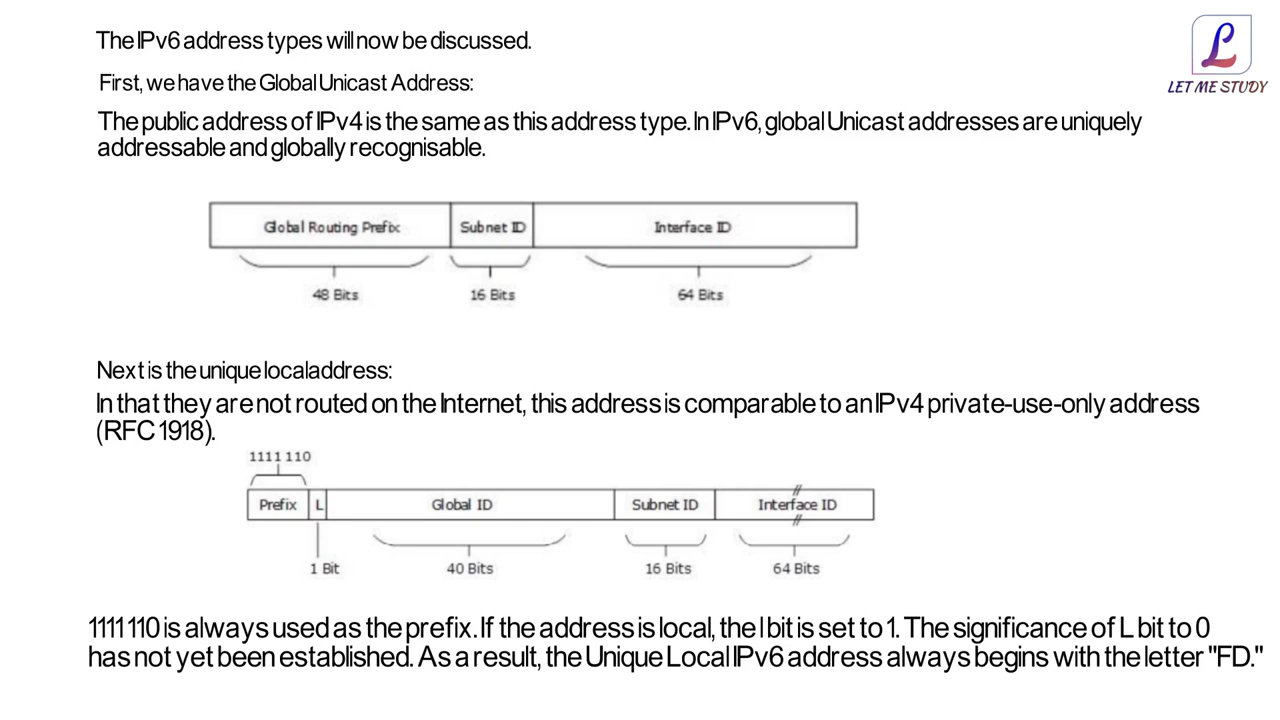 The IPv6 address types will now be discussed.
L
LET ME STUDY
First, we have the Global Unicast Address:
The public address of IPv4 is the same as this address type. In IPv6, global Unicast addresses are uniquely
addressable and globally recognisable.
Global Routing Prefix Subnet ID Interface ID
48 Bits 16 Bits 64 Bits
Next is the unique local address:
In that they are not routed on the Internet, this address is comparable to an IPv4 private-use-only address
(RFC 1918).
1111 110
Prefix L Global ID Subnet ID Interface ID
1 Bit 40 Bits 16 Bits 64 Bits
1111 110 is always used as the prefix. If the address is local, the l bit is set to 1. The significance of L bit to 0
has not yet been established. As a result, the Unique Local IPv6 address always begins with the letter "FD."